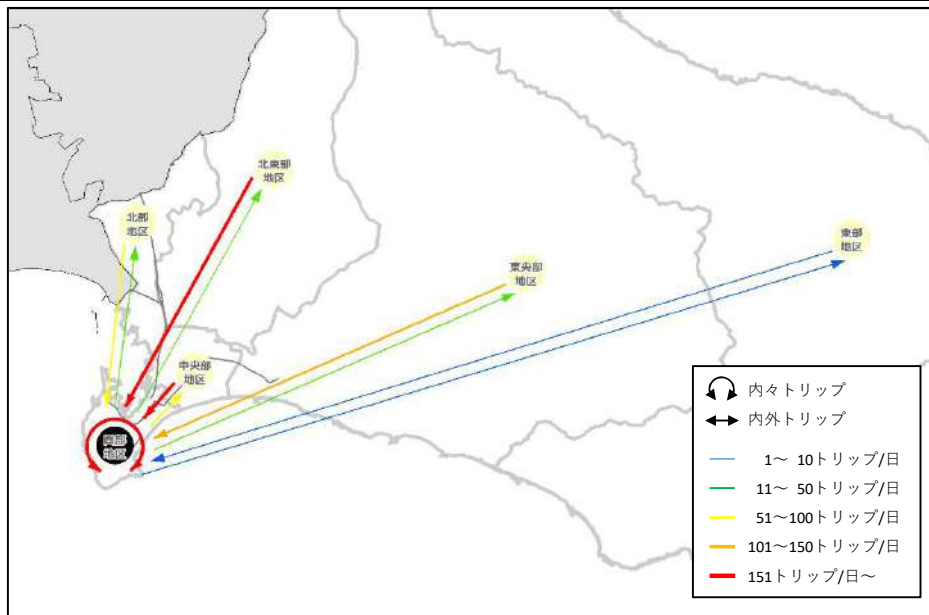 北東部
地区
北部
地区
東部
地区
東央部
地区
中央部
地区
西部
地区
内々トリップ
内外トリップ
1～ 10トリップ/日
11～ 50トリップ/日
51～100トリップ/日
101～150トリップ/日
151トリップ/日～